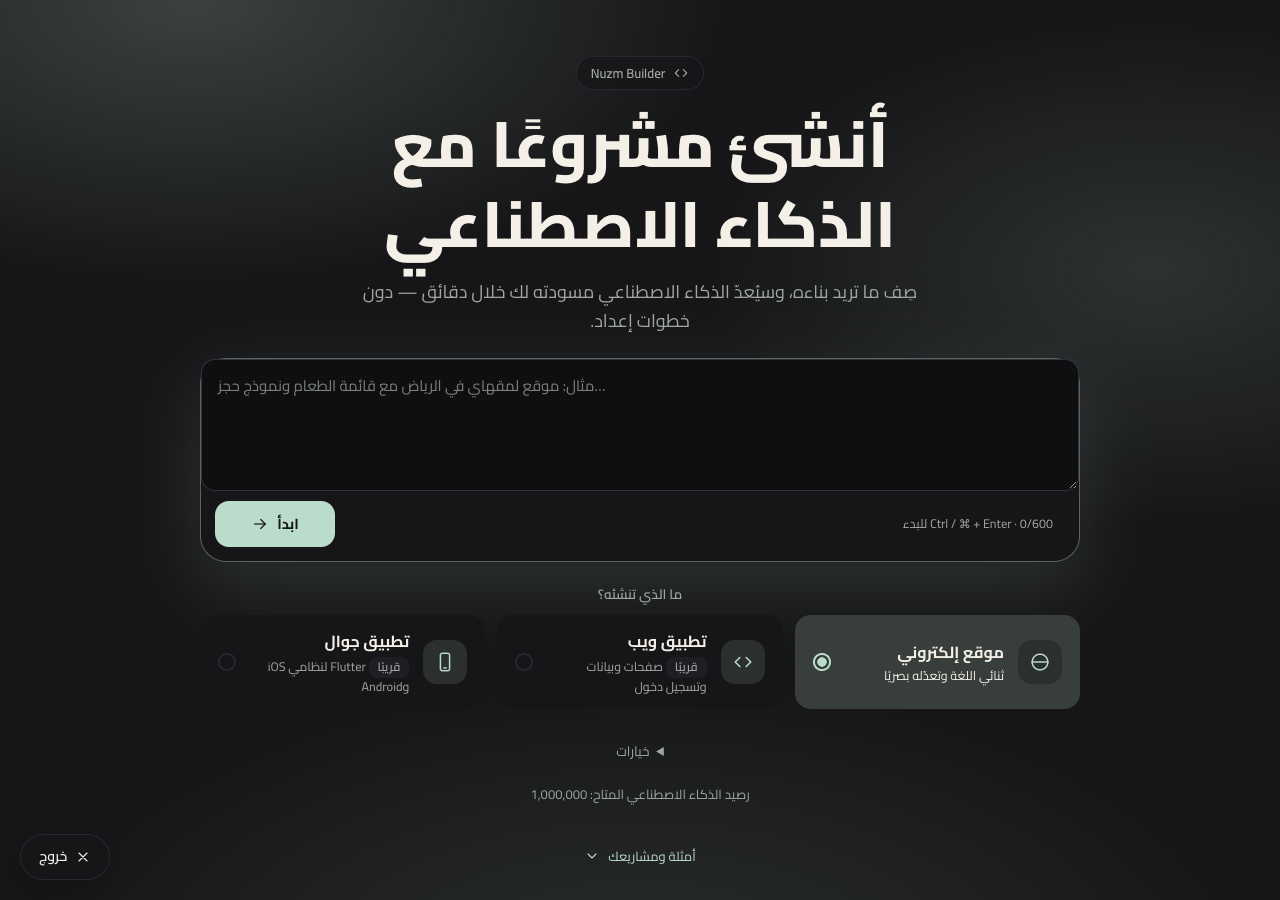 Nuzm Builder
أنشئ مشروعًا مع
الذكاء الاصطناعي
صِف ما تريد بناءه، وسيُعدّ الذكاء الاصطناعي مسودته لك خلال دقائق — دون
خطوات إعداد.
مثال: موقع لمقهاي في الرياض مع قائمة الطعام ونموذج حجز...
0/600 · Ctrl / ⌘ + Enter للبدء
ابدأ
ما الذي تنشئه؟
موقع إلكتروني
ثنائي اللغة وتعدّله بصريًا
تطبيق ويب
قريبًا صفحات وبيانات
وتسجيل دخول
تطبيق جوال
قريبًا Flutter لنظامي iOS
وAndroid
خيارات
رصيد الذكاء الاصطناعي المتاح: 1,000,000
أمثلة ومشاريعك
خروج